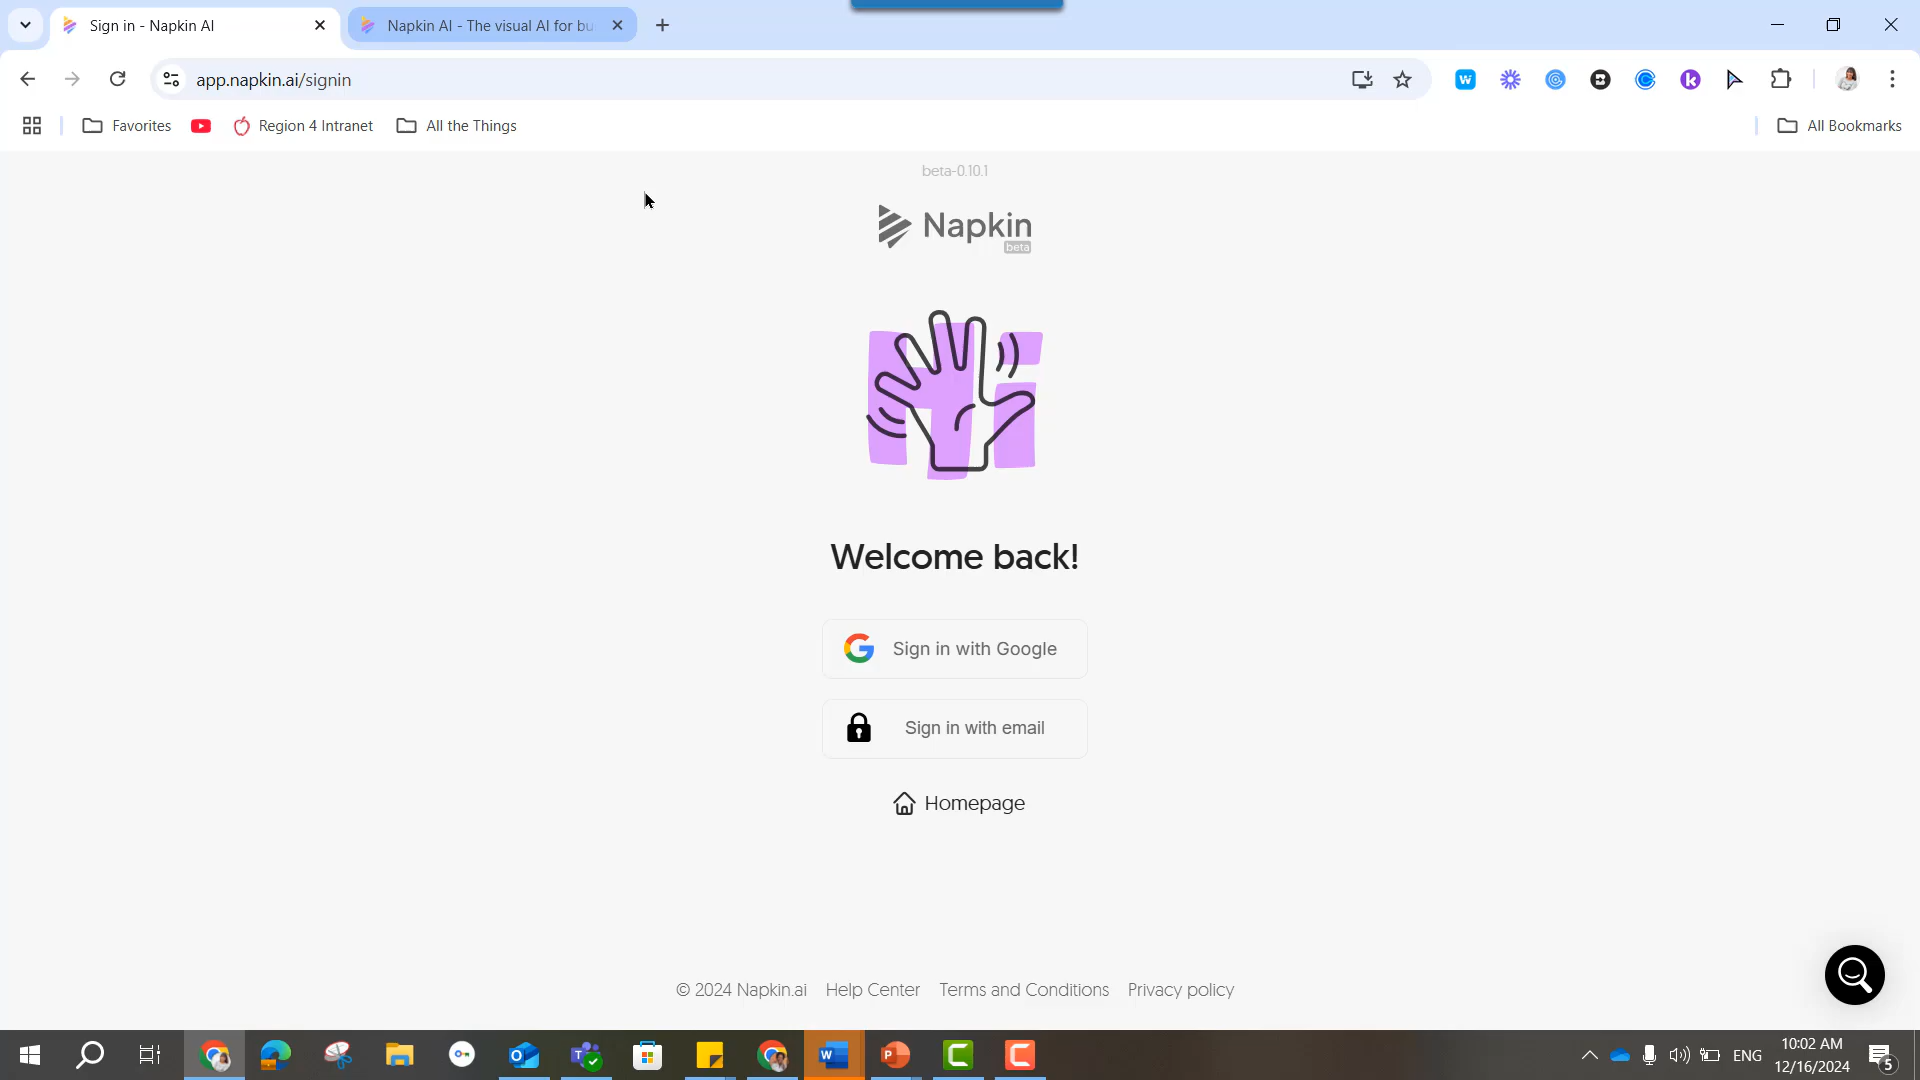 Sign in - Napkin AI
Napkin AI - The visual AI for bu
app.napkin.ai/signin
Favorites
Region 4 Intranet
All the Things
All Bookmarks
beta-0.10.1
Napkin
beta
Hi
Welcome back!
Sign in with Google
Sign in with email
Homepage
© 2024 Napkin.ai Help Center Terms and Conditions Privacy policy
ENG
10:02 AM
12/16/2024
5